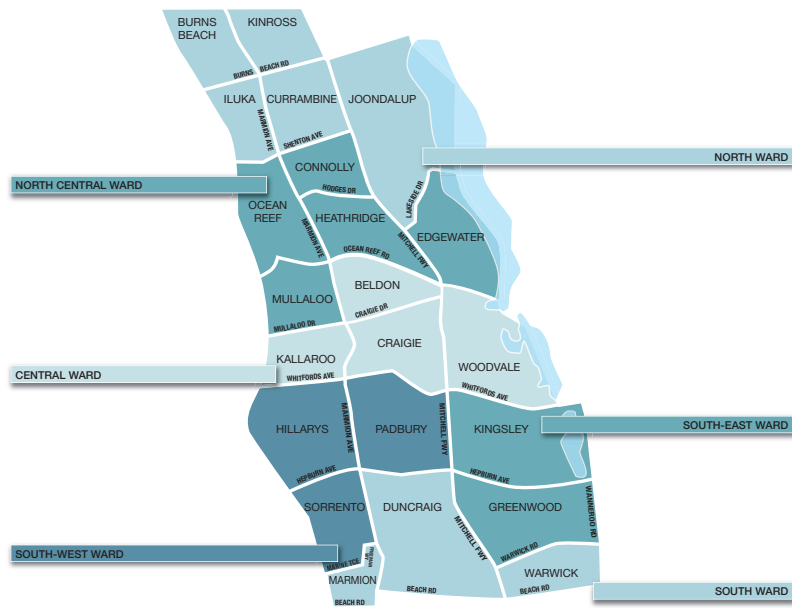 BURNS
BEACH
KINROSS
BURNS BEACH RD
ILUKA
CURRAMBINE
JOONDALUP
MARMION AVE
SHENTON AVE
NORTH WARD
CONNOLLY
NORTH CENTRAL WARD
HODGES DR
LAKESIDE DR
OCEAN
REEF
HEATHRIDGE
MARMION AVE
EDGEWATER
MITCHELL FWY
OCEAN REEF RD
BELDON
MULLALOO
CRAIGIE DR
MULLALOO DR
CRAIGIE
KALLAROO
WOODVALE
CENTRAL WARD
WHITFORDS AVE
WHITFORDS AVE
HILLARYS
MARMION AVE
PADBURY
MITCHELL FWY
KINGSLEY
SOUTH-EAST WARD
HEPBURN AVE
HEPBURN AVE
SORRENTO
DUNCRAIG
GREENWOOD
WANNEROO RD
MITCHELL FWY
SOUTH-WEST WARD
WARWICK RD
MARINE TCE
MARMION
WARWICK
BEACH RD
BEACH RD
SOUTH WARD
BEACH RD